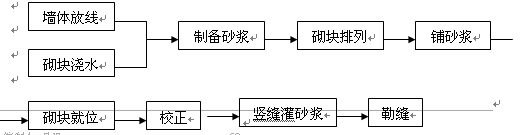 墙体放线
砌块浇水
制备砂浆
砌块排列
铺砂浆
砌块就位
校正
竖缝灌砂浆
勒缝